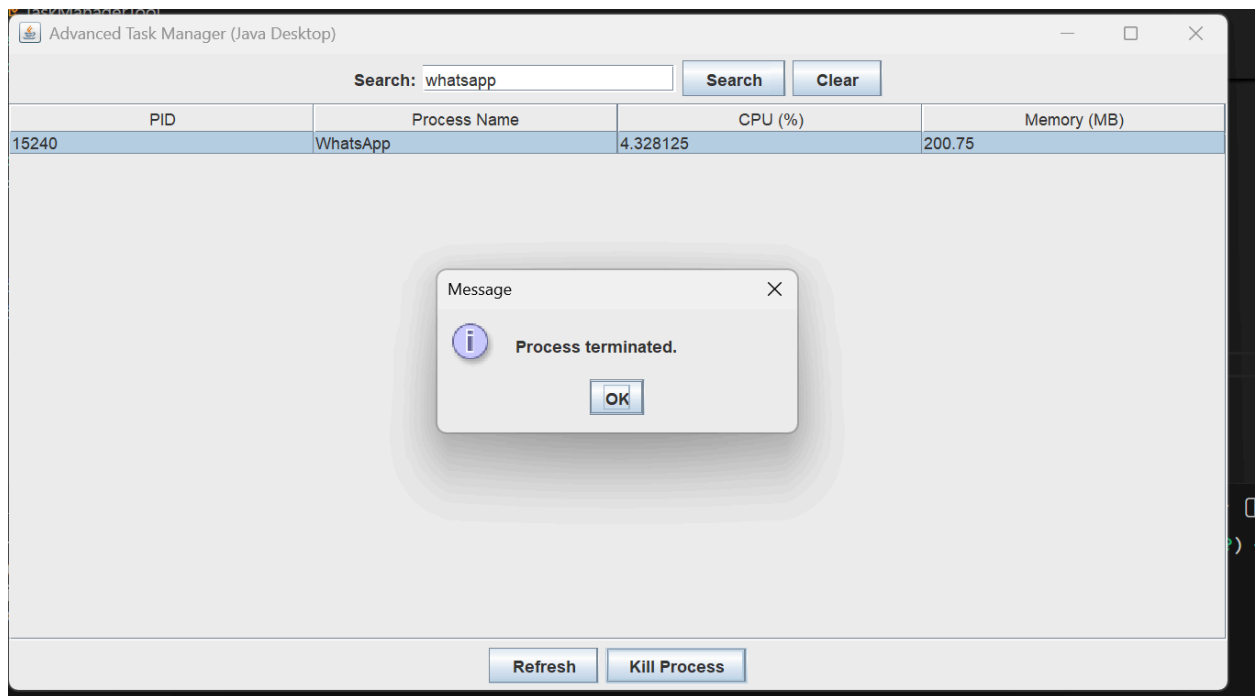 TaskManagerTool
Advanced Task Manager (Java Desktop)
Search: whatsapp Search Clear
PID Process Name CPU (%) Memory (MB)
15240 WhatsApp 4.328125 200.75
Message
Process terminated.
OK
?)
Refresh Kill Process